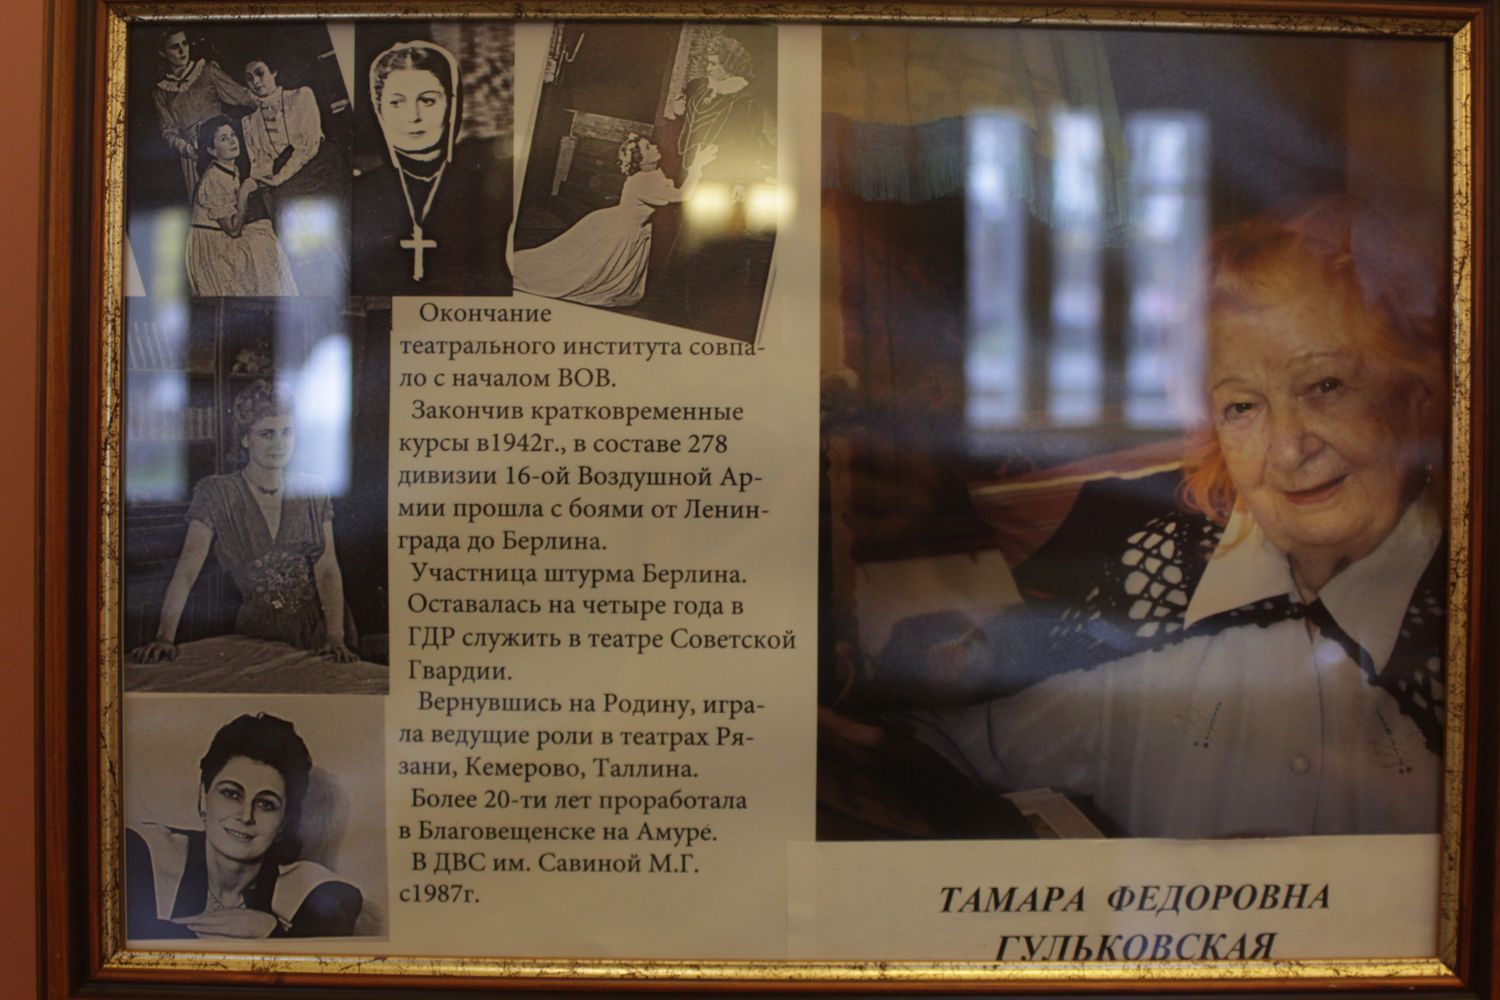 Окончание
театрального института совпа-
ло с началом ВОВ.
Закончив кратковременные
курсы в1942г., в составе 278
дивизии 16-ой Воздушной Ар-
мии прошла с боями от Ленин-
града до Берлина.
Участница штурма Берлина.
Оставалась на четыре года в
ГДР служить в театре Советской
Гвардии.
Вернувшись на Родину, игра-
ла ведущие роли в театрах Ря-
зани, Кемерово, Таллина.
Более 20-ти лет проработала
в Благовещенске на Амуре.
В ДВС им. Савиной М.Г.
с1987г.
ТАМАРА ФЕДОРОВНА
ГУЛЬКОВСКАЯ